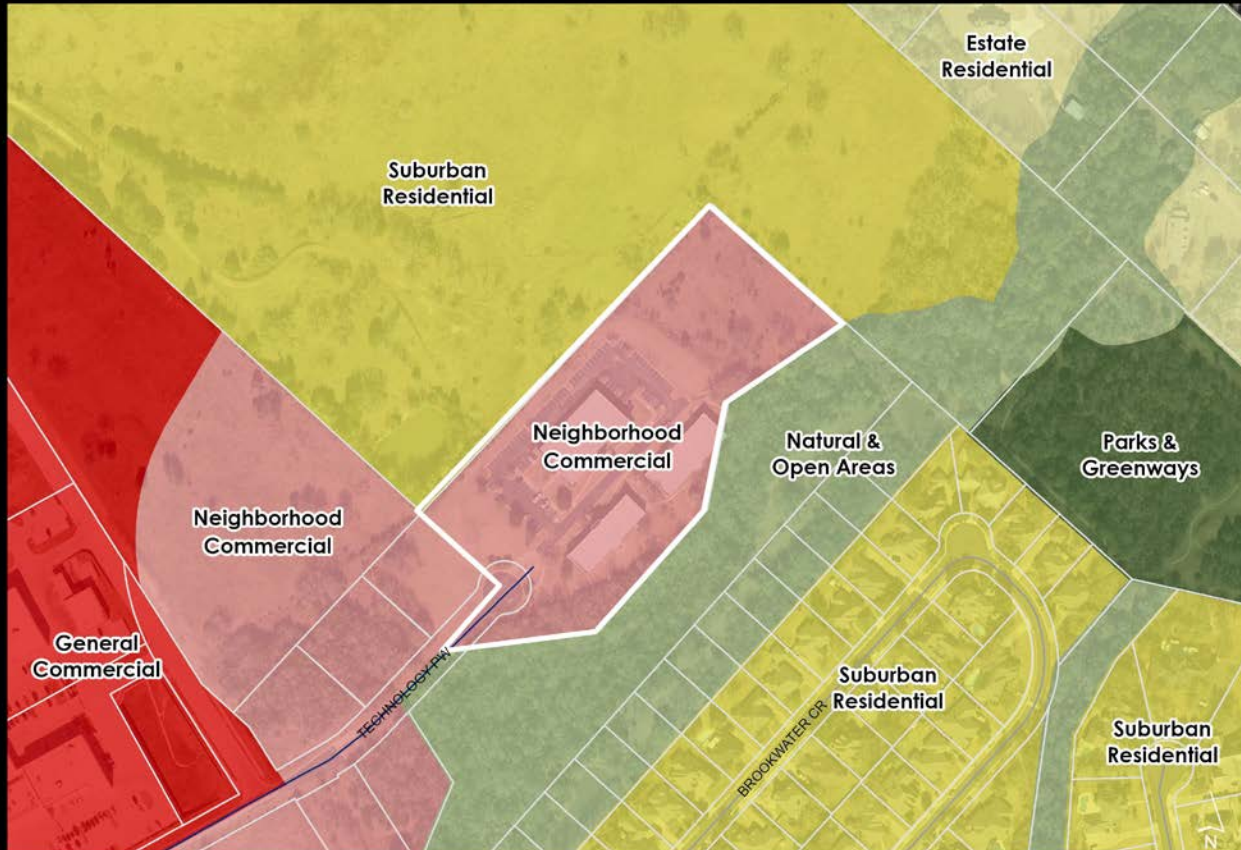 Estate
Residential
Suburban
Residential
Neighborhood
Commercial
Natural &
Open Areas
Parks &
Greenways
Neighborhood
Commercial
General
Commercial
TECHNOLOGY PW
Suburban
Residential
BROOKWATER CR
Suburban
Residential
N